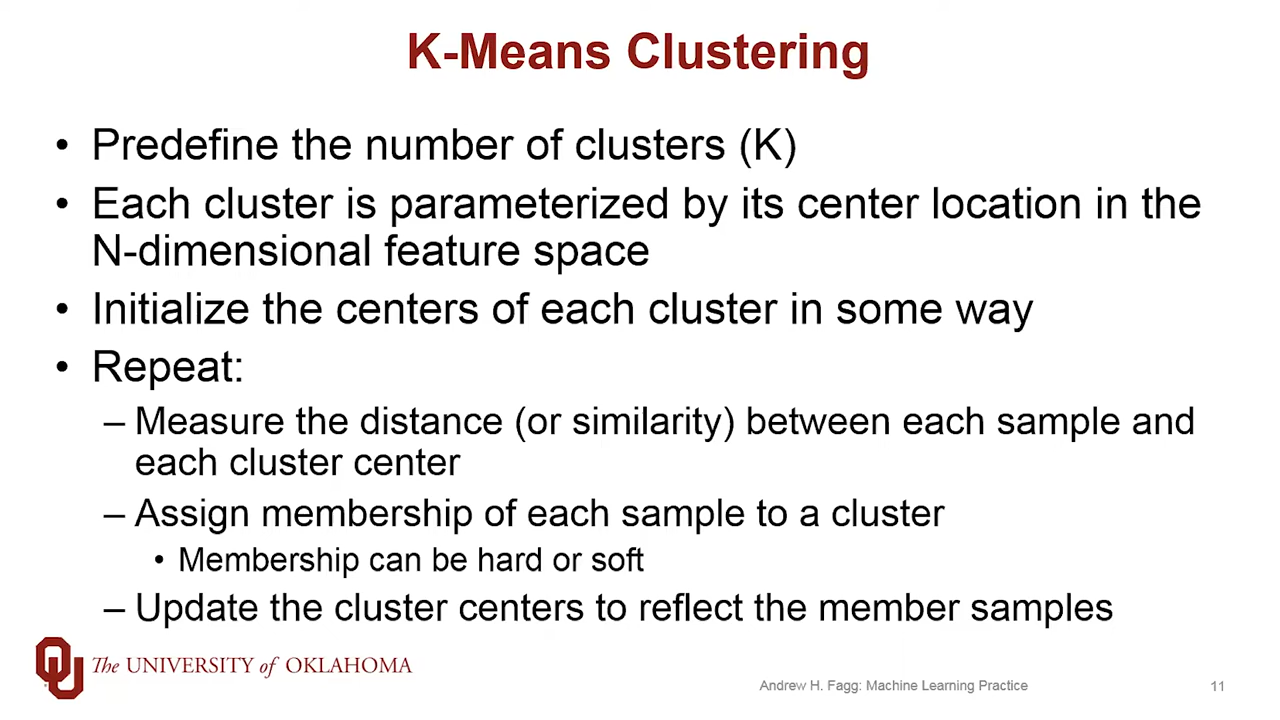 K-Means Clustering
• Predefine the number of clusters (K)
• Each cluster is parameterized by its center location in the
N-dimensional feature space
• Initialize the centers of each cluster in some way
• Repeat:
– Measure the distance (or similarity) between each sample and
each cluster center
– Assign membership of each sample to a cluster
• Membership can be hard or soft
– Update the cluster centers to reflect the member samples
The UNIVERSITY of OKLAHOMA
Andrew H. Fagg: Machine Learning Practice
11